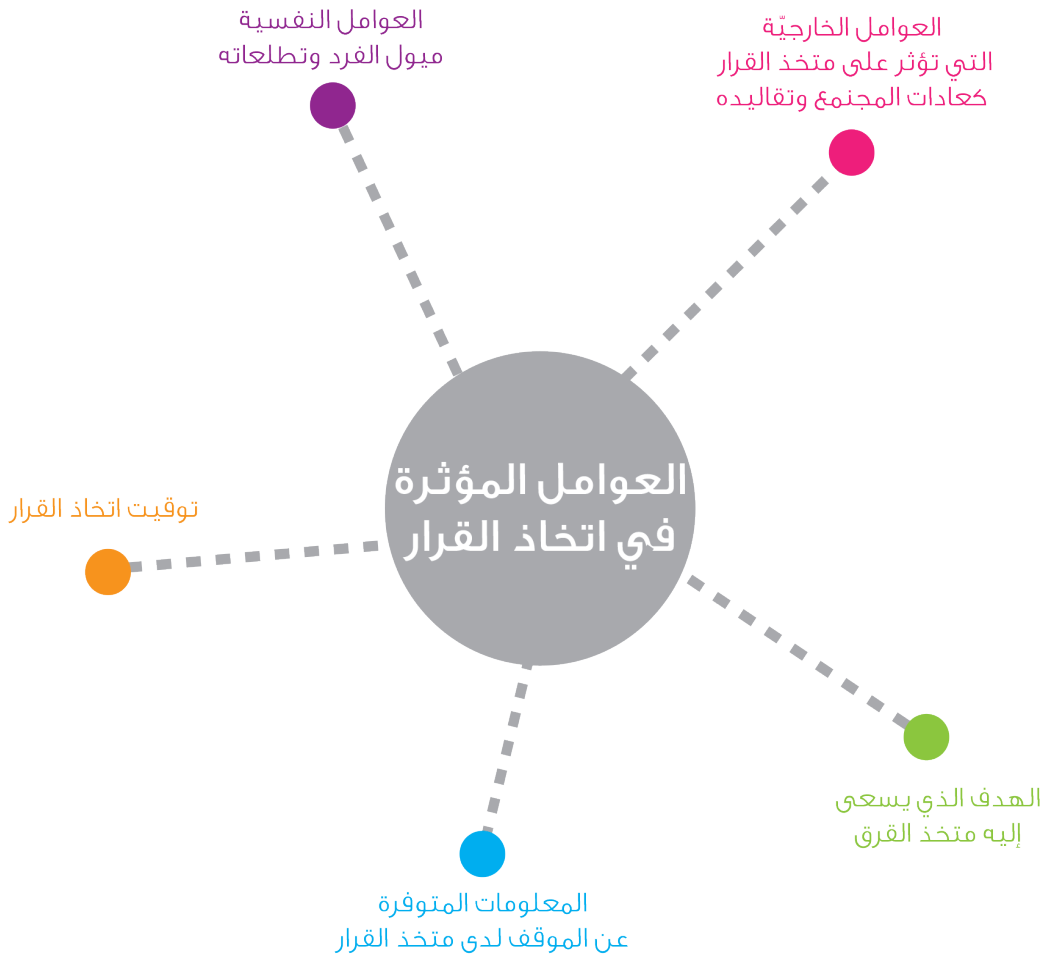 العوامل المؤثرة
في اتخاذ القرار
العوامل الخارجيّة
التي تؤثر على متخذ القرار
كعادات المجنمع وتقاليده
العوامل النفسية
ميول الفرد وتطلعاته
توقيت اتخاذ القرار
المعلومات المتوفرة
عن الموقف لدى متخذ القرار
الهدف الذي يسعى
إليه متخذ القرق